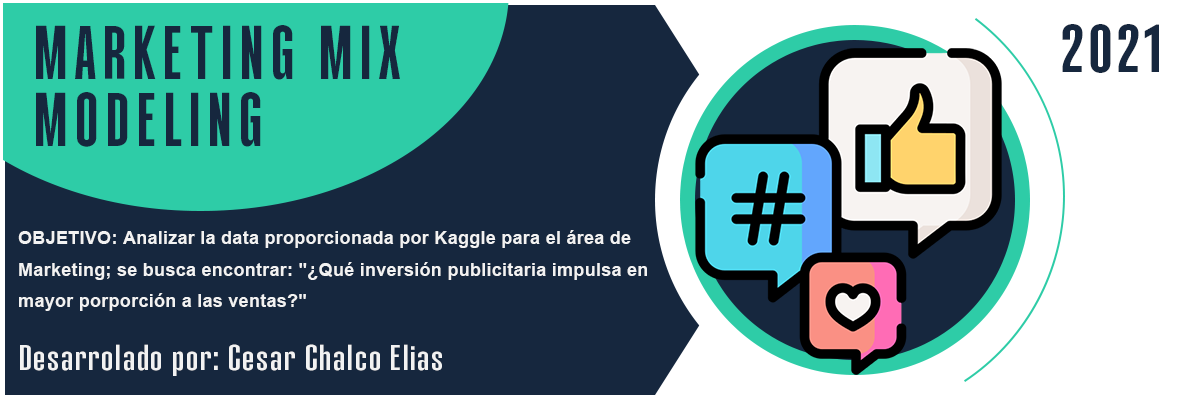 MARKETING MIX
MODELING
2021
OBJETIVO: Analizar la data proporcionada por Kaggle para el área de
Marketing; se busca encontrar: "¿Qué inversión publicitaria impulsa en
mayor porporción a las ventas?"
Desarrolado por: Cesar Chalco Elias
#